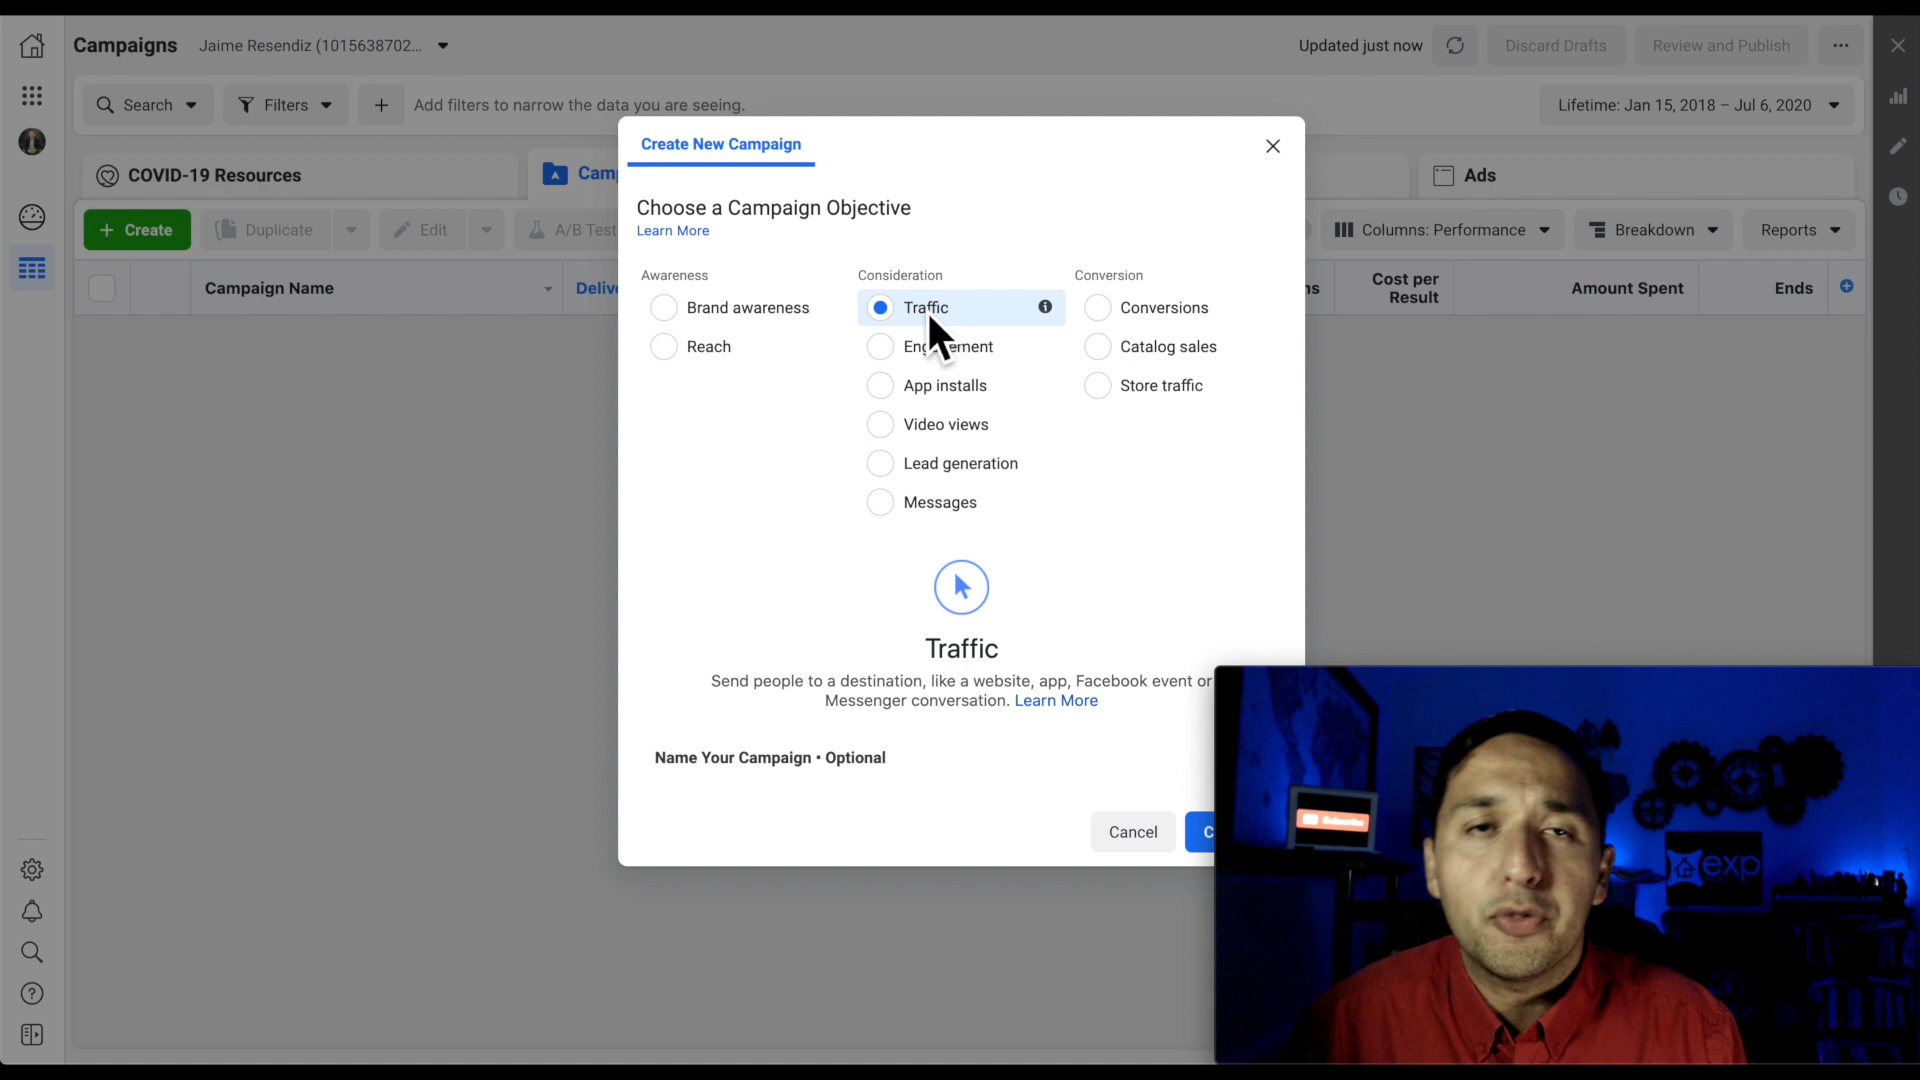 Campaigns
Jaime Resendiz (1015638702...
Updated just now
Discard Drafts
Review and Publish
Search
Filters
Add filters to narrow the data you are seeing.
Lifetime: Jan 15, 2018 – Jul 6, 2020
COVID-19 Resources
Camp
Ads
Create
Duplicate
Edit
A/B Test
Columns: Performance
Breakdown
Reports
Campaign Name
Delive
ns
Cost per
Result
Amount Spent
Ends
Create New Campaign
Choose a Campaign Objective
Learn More
Awareness
Brand awareness
Reach
Consideration
Traffic
App installs
Video views
Lead generation
Messages
Conversion
Conversions
Catalog sales
Store traffic
Traffic
Send people to a destination, like a website, app, Facebook event or
Messenger conversation. Learn More
Name Your Campaign • Optional
Cancel
C
Subscribe
exp